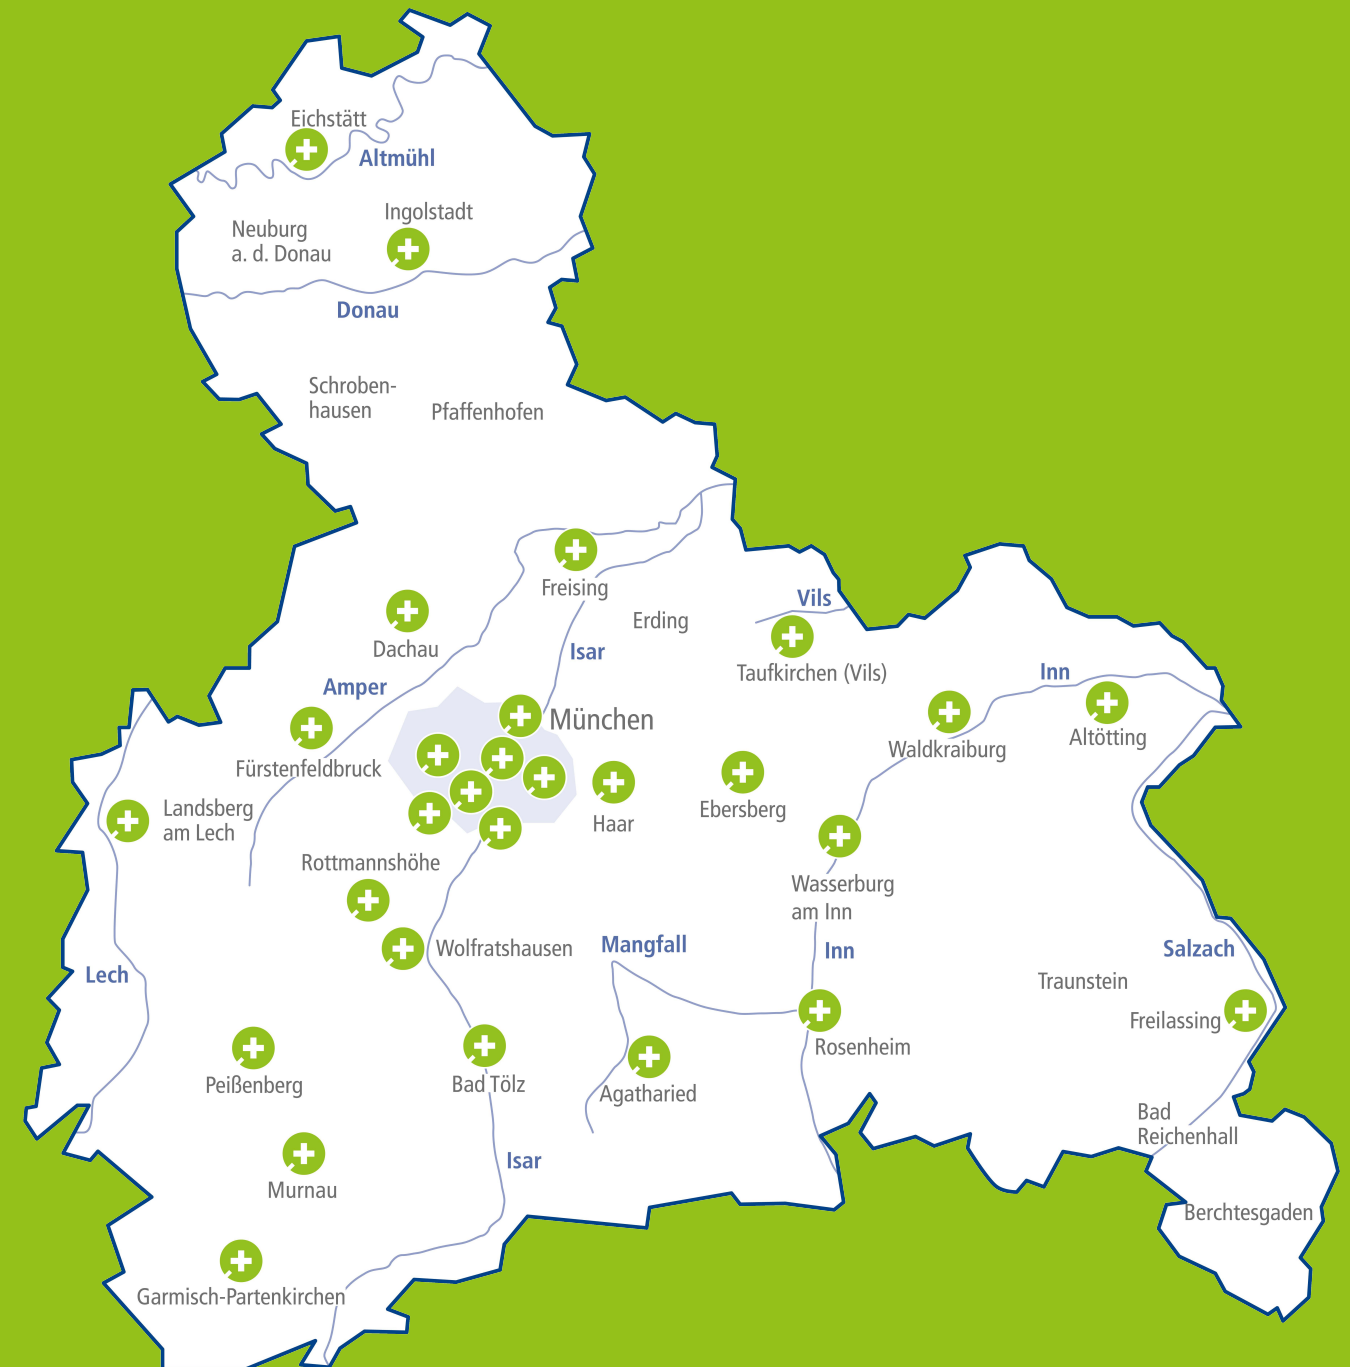 Eichstätt
Altmühl
Ingolstadt
Neuburg
a. d. Donau
Donau
Schroben-
hausen
Pfaffenhofen
Freising
Vils
Erding
Dachau
Isar
Taufkirchen (Vils)
Inn
Amper
München
Altötting
Waldkraiburg
Fürstenfeldbruck
Landsberg
am Lech
Ebersberg
Haar
Rottmannshöhe
Wasserburg
am Inn
Wolfratshausen
Mangfall
Inn
Salzach
Lech
Traunstein
Freilassing
Rosenheim
Peißenberg
Bad Tölz
Agatharied
Bad
Reichenhall
Isar
Murnau
Berchtesgaden
Garmisch-Partenkirchen